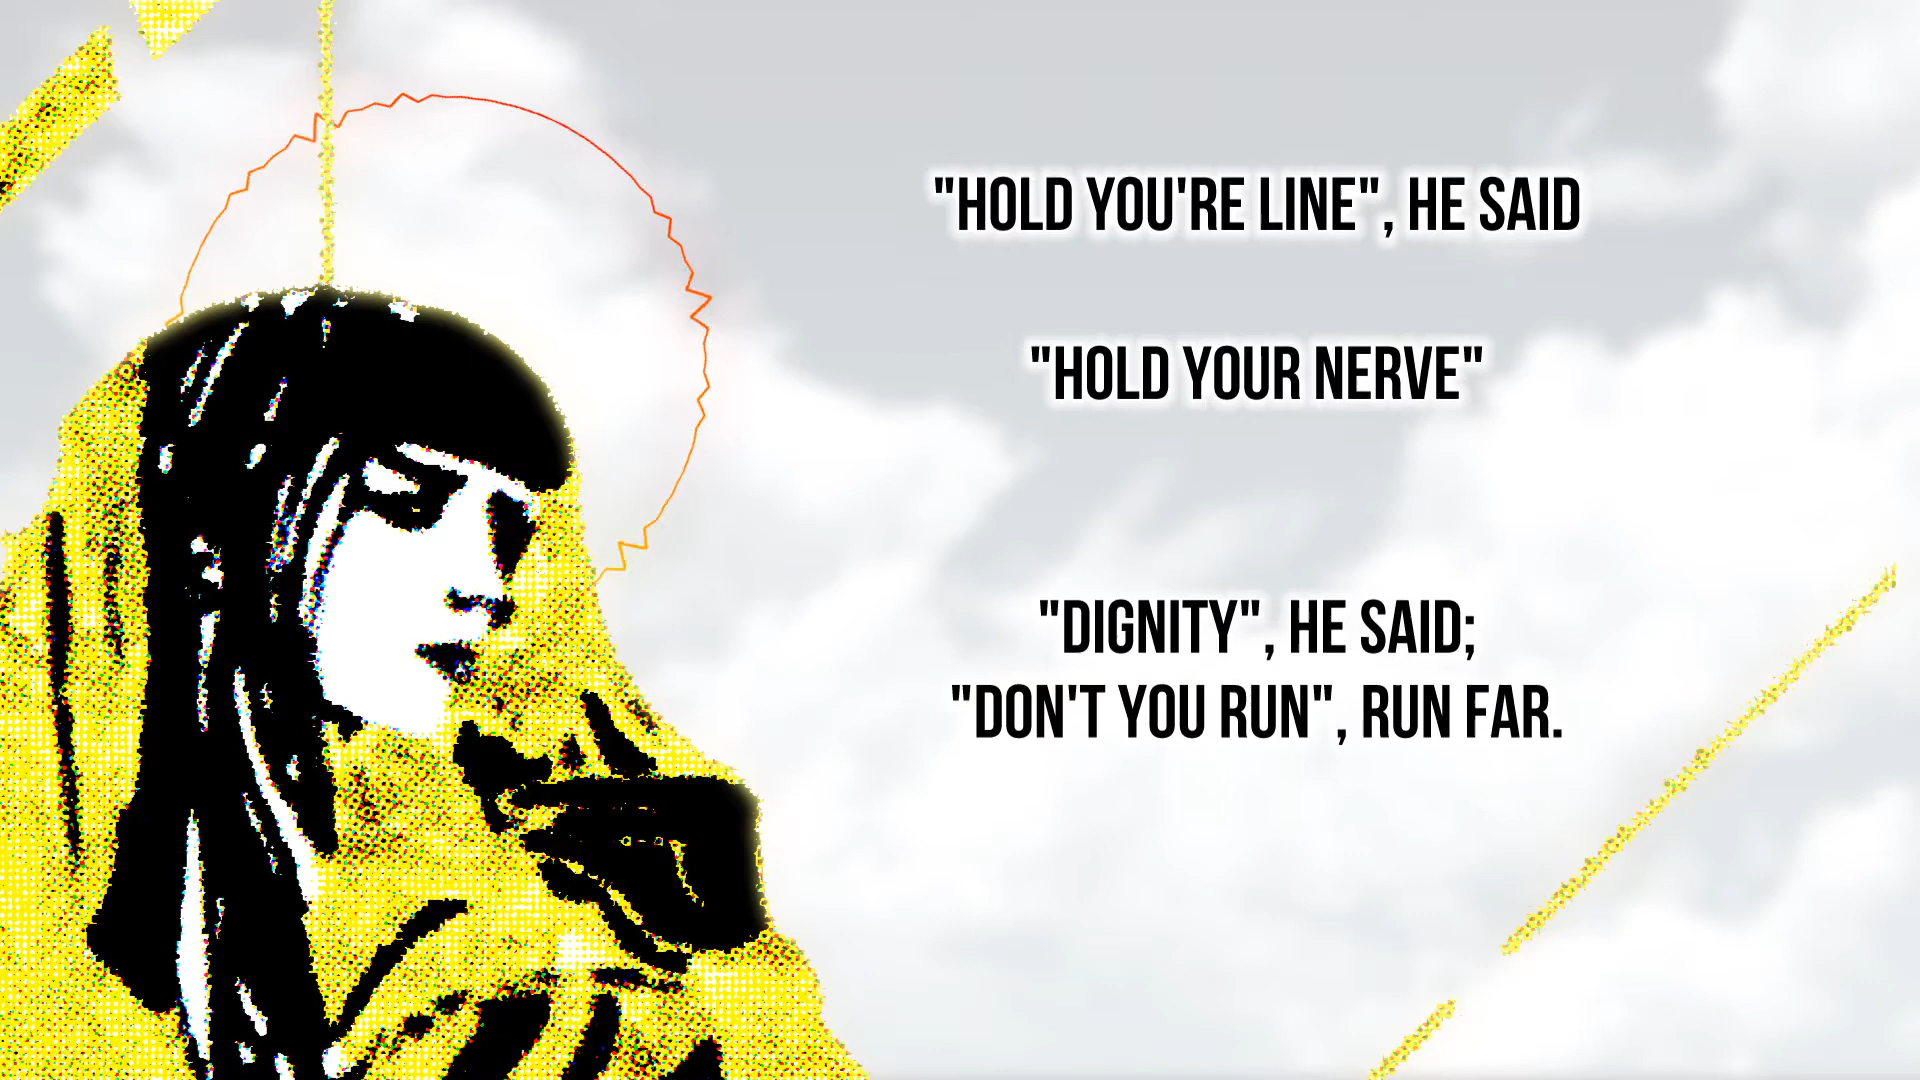 "HOLD YOU'RE LINE", HE SAID
"HOLD YOUR NERVE"
"DIGNITY", HE SAID;
"DON'T YOU RUN", RUN FAR.